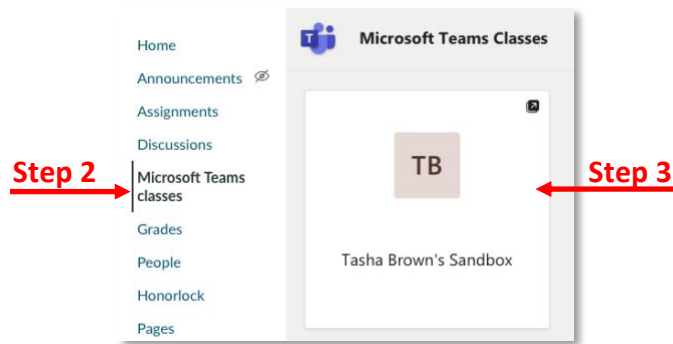 Home
Announcements
Assignments
Discussions
Step 2
Microsoft Teams
classes
Grades
People
Honorlock
Pages
T
Microsoft Teams Classes
TB
Step 3
Tasha Brown's Sandbox